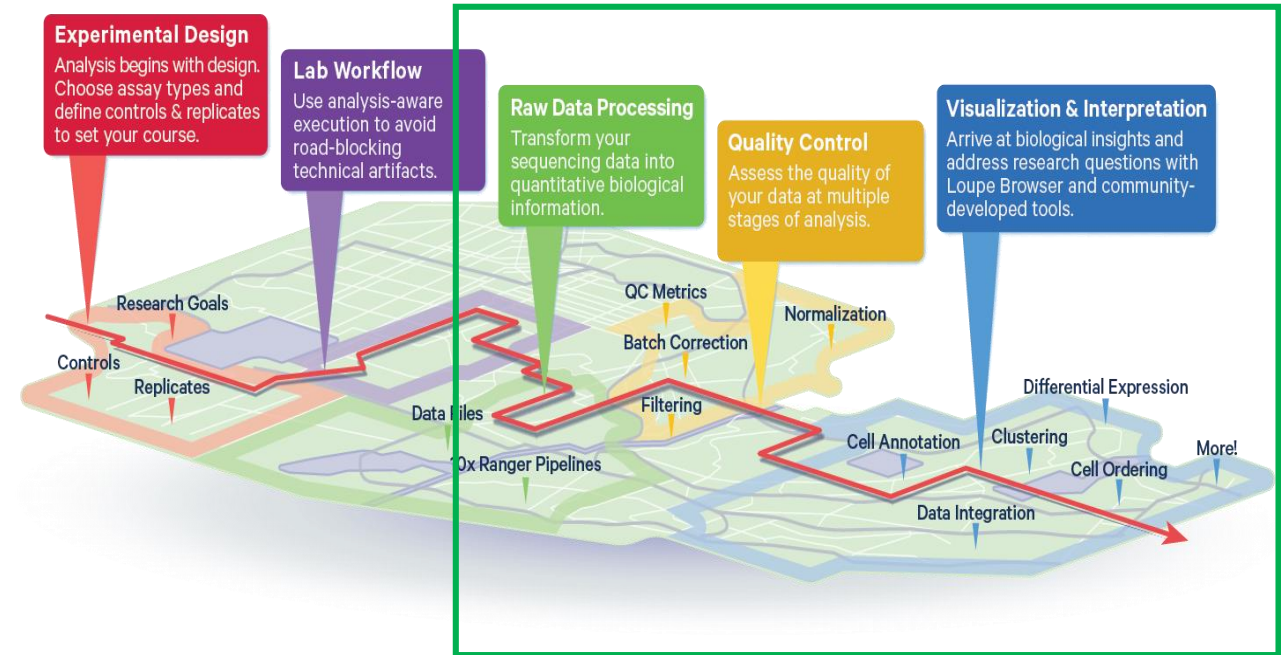 Experimental Design
Analysis begins with design.
Choose assay types and
define controls & replicates
to set your course.
Lab Workflow
Use analysis-aware
execution to avoid
road-blocking
technical artifacts.
Raw Data Processing
Transform your
sequencing data into
quantitative biological
information.
Quality Control
Assess the quality of
your data at multiple
stages of analysis.
Visualization & Interpretation
Arrive at biological insights and
address research questions with
Loupe Browser and community-
developed tools.
Research Goals
Controls
Replicates
Data Files
10x Ranger Pipelines
QC Metrics
Batch Correction
Filtering
Normalization
Cell Annotation
Clustering
Differential Expression
Cell Ordering
More!
Data Integration